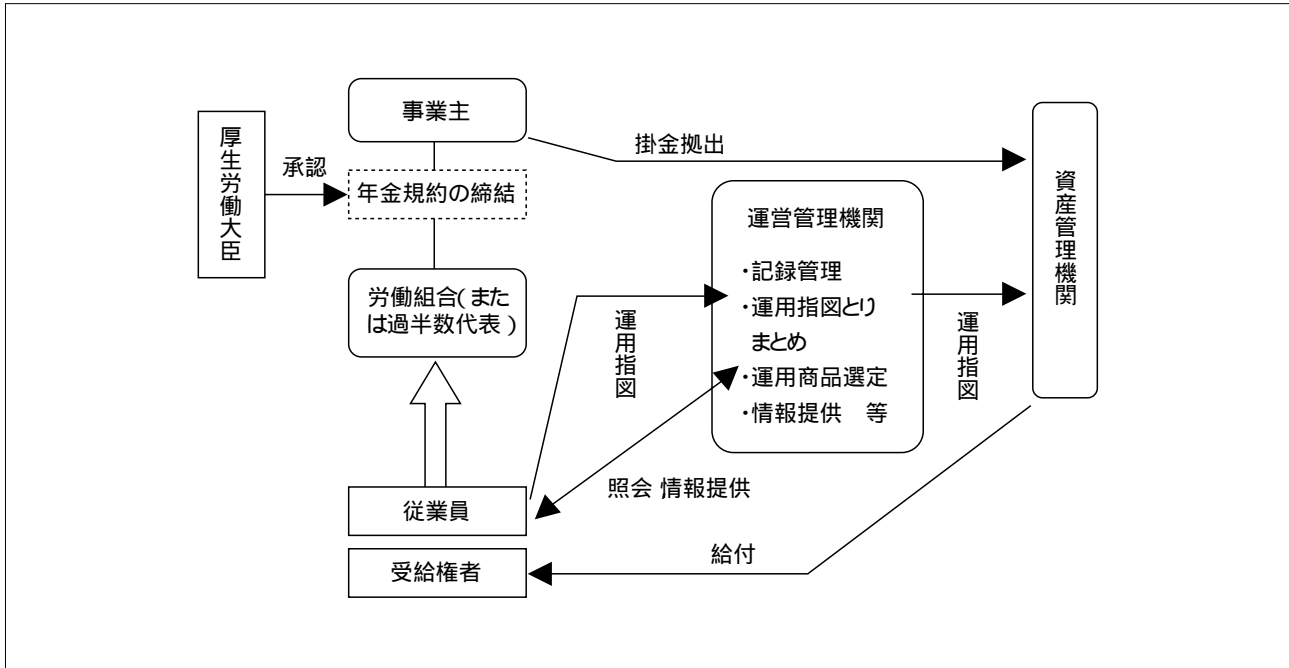 事業主
厚生労働大臣
承認
年金規約の締結
掛金拠出
資産管理機関
労働組合(また
は過半数代表)
運用指図
運営管理機関
・記録管理
・運用指図とり
まとめ
・運用商品選定
・情報提供　等
運用指図
照会 情報提供
従業員
給付
受給権者